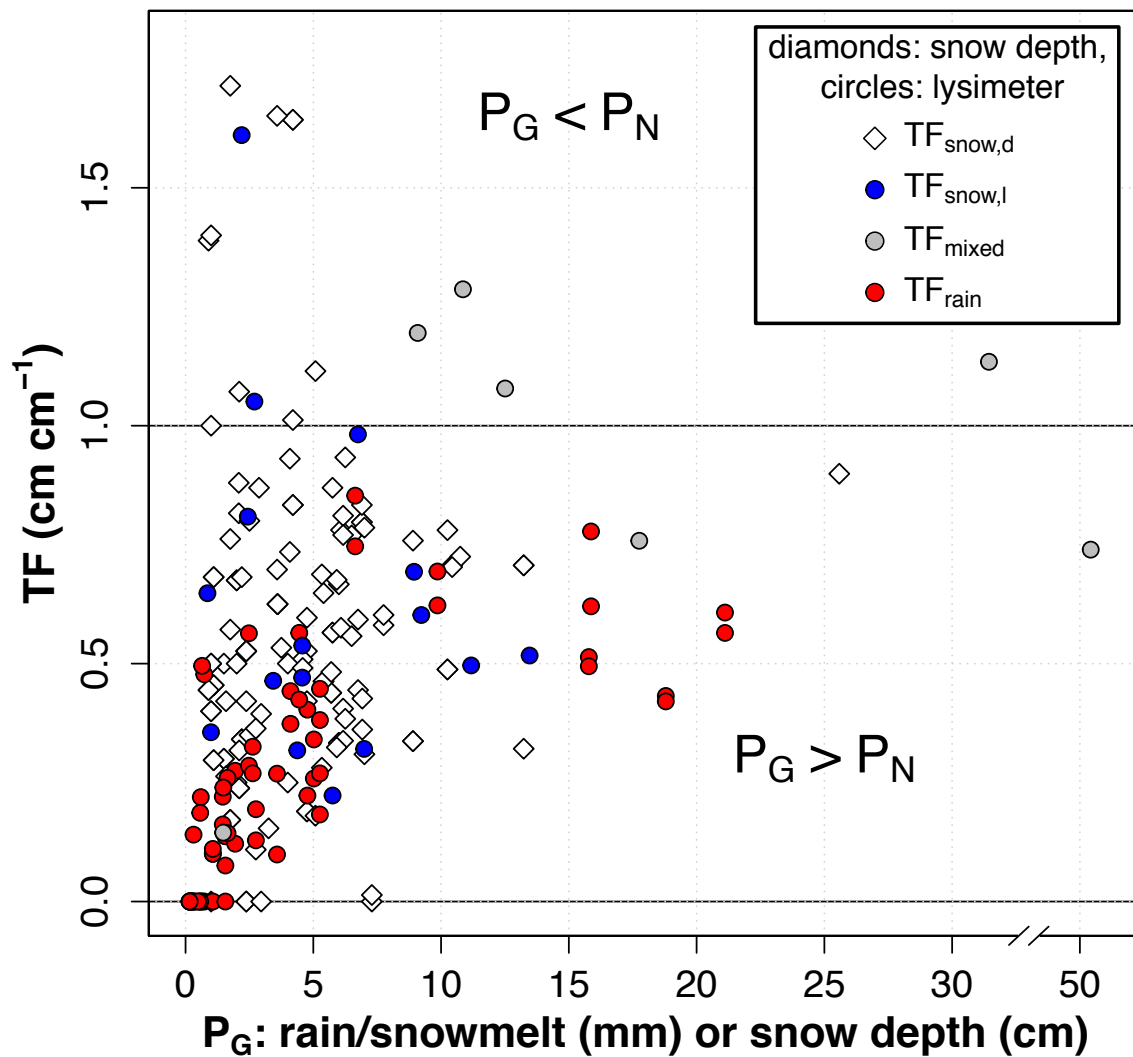 diamonds: snow depth,
circles: lysimeter
TFsnow,d
TFsnow,l
TFmixed
TFrain
PG < PN
PG > PN
TF (cm cm−1)
1.5
1.0
0.5
0.0
0 5 10 15 20 25 30 50
PG: rain/snowmelt (mm) or snow depth (cm)